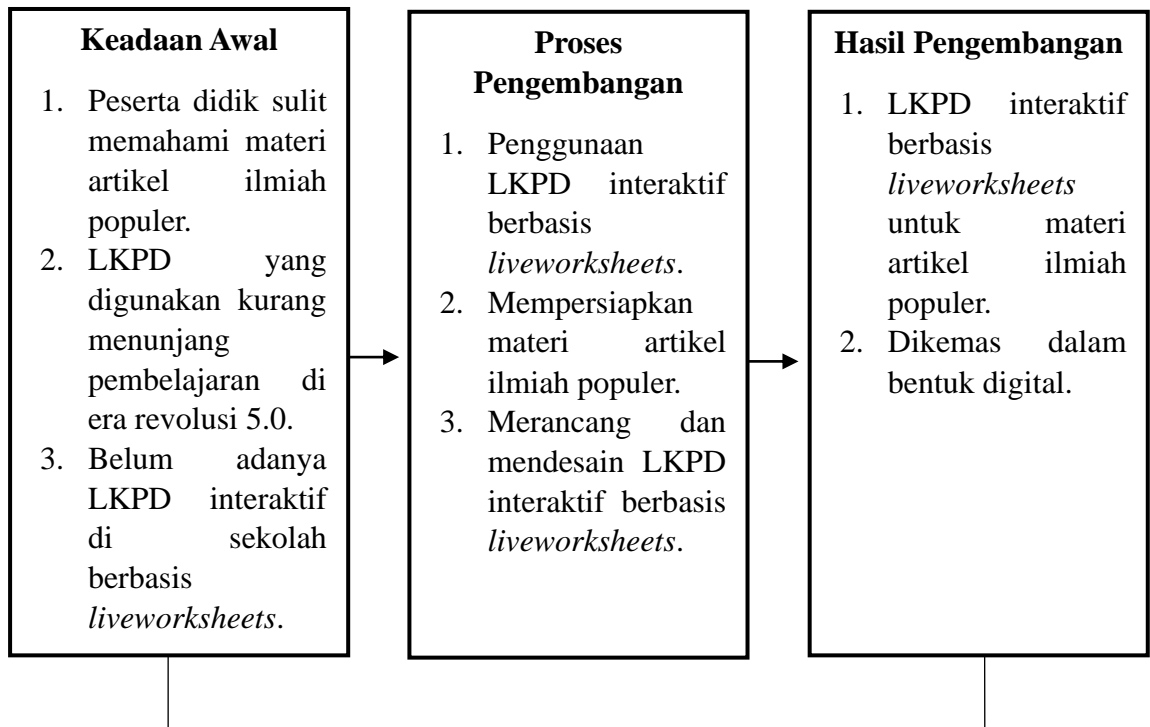 Keadaan Awal
1. Peserta didik sulit
memahami materi
artikel ilmiah
populer.
2. LKPD yang
digunakan kurang
menunjang
pembelajaran di
era revolusi 5.0.
3. Belum adanya
LKPD interaktif
di sekolah
berbasis
liveworksheets.
Proses
Pengembangan
1. Penggunaan
LKPD interaktif
berbasis
liveworksheets.
2. Mempersiapkan
materi artikel
ilmiah populer.
3. Merancang dan
mendesain LKPD
interaktif berbasis
liveworksheets.
Hasil Pengembangan
1. LKPD interaktif
berbasis
liveworksheets
untuk materi
artikel ilmiah
populer.
2. Dikemas dalam
bentuk digital.